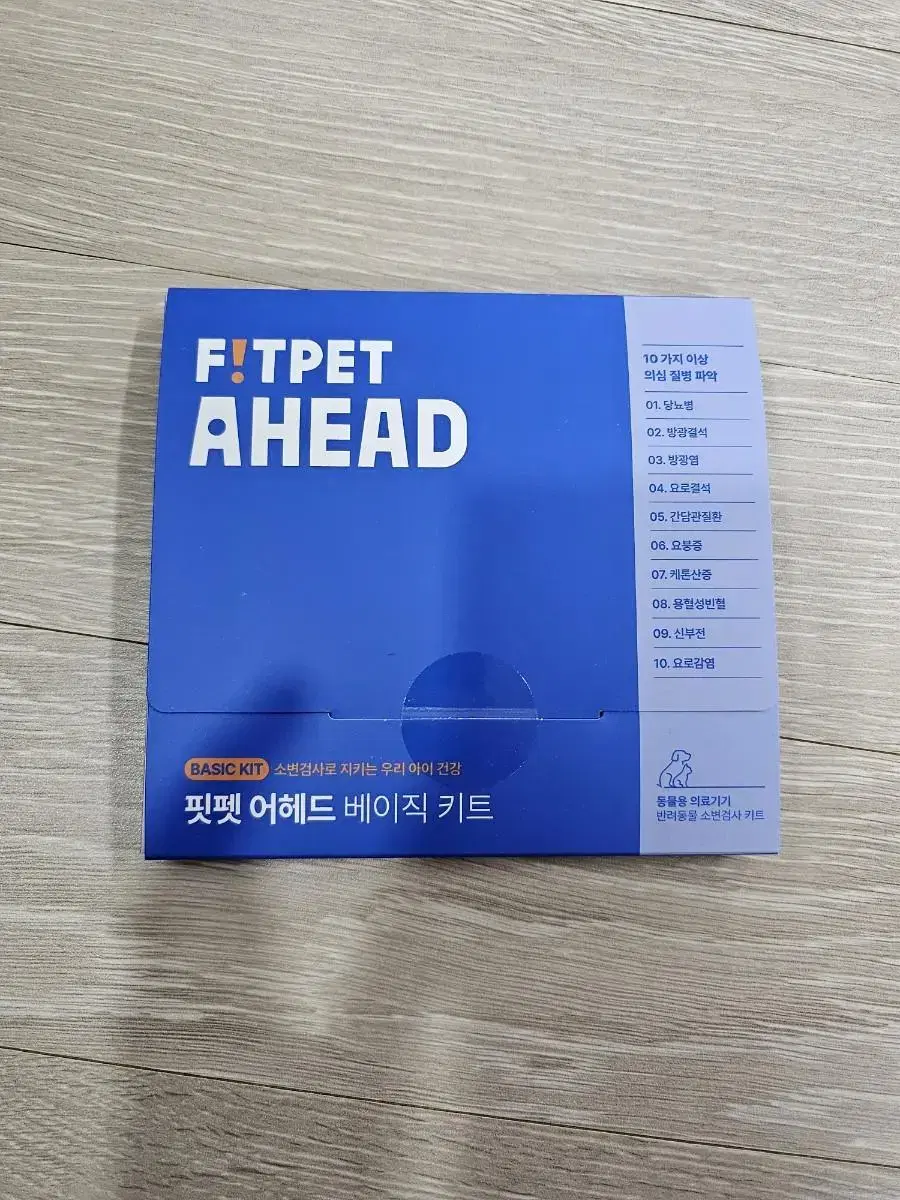 F!TPET
AHEAD
10 가지 이상
의심 질병 파악
01. 당뇨병
02. 방광결석
03. 방광염
04. 요로결석
05. 간담관질환
06. 요붕증
07. 케톤산증
08. 용혈성빈혈
09. 신부전
10. 요로감염
BASIC KIT 소변검사로 지키는 우리 아이 건강
핏펫 어헤드 베이직 키트
동물용 의료기기
반려동물 소변검사 키트